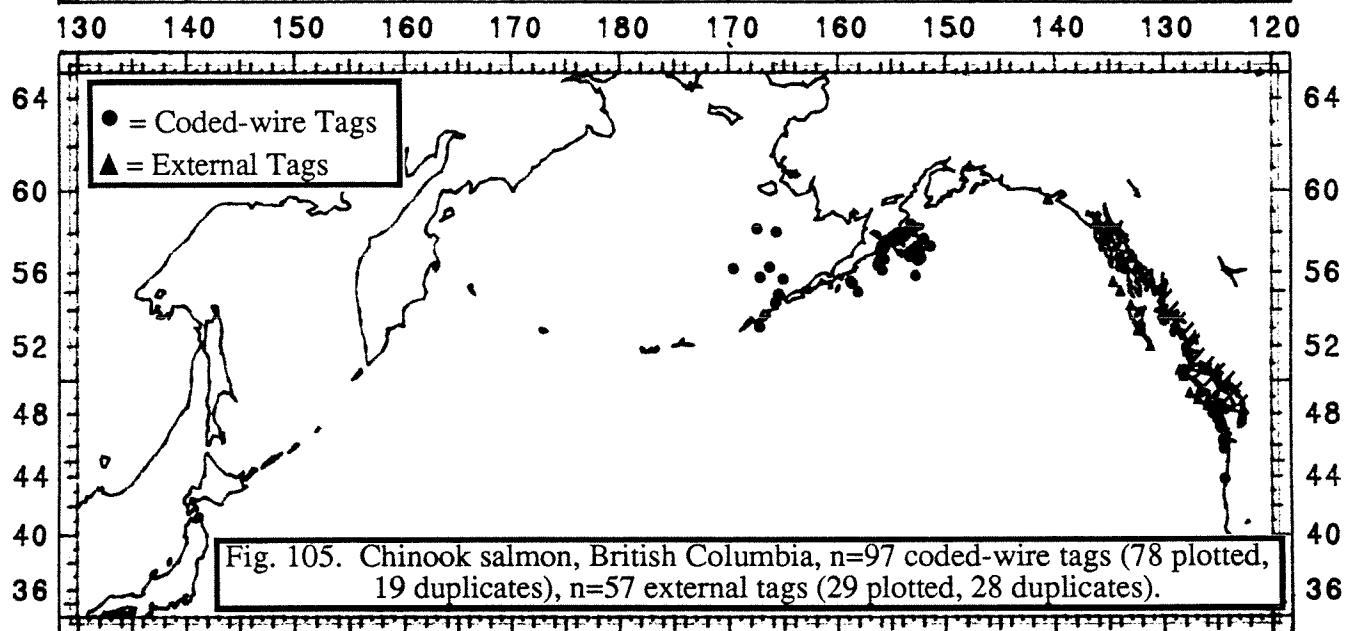 130 140 150 160 170 180 170 160 150 140 130 120
64 64
● = Coded-wire Tags
▲ = External Tags
60 60
56 56
52 52
48 48
44 44
40 40
Fig. 105. Chinook salmon, British Columbia, n=97 coded-wire tags (78 plotted,
19 duplicates), n=57 external tags (29 plotted, 28 duplicates).
36 36